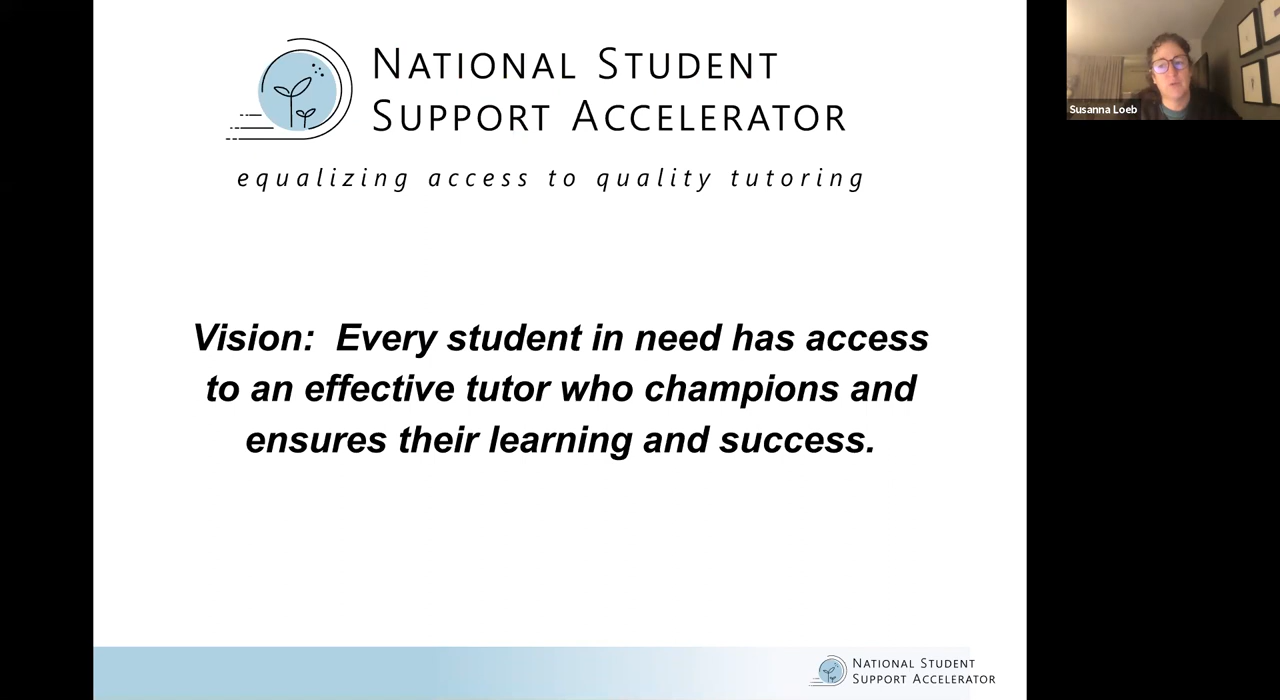 NATIONAL STUDENT
SUPPORT ACCELERATOR
equalizing access to quality tutoring
Susanna Loeb
Vision: Every student in need has access
to an effective tutor who champions and
ensures their learning and success.
NATIONAL STUDENT
SUPPORT ACCELERATOR